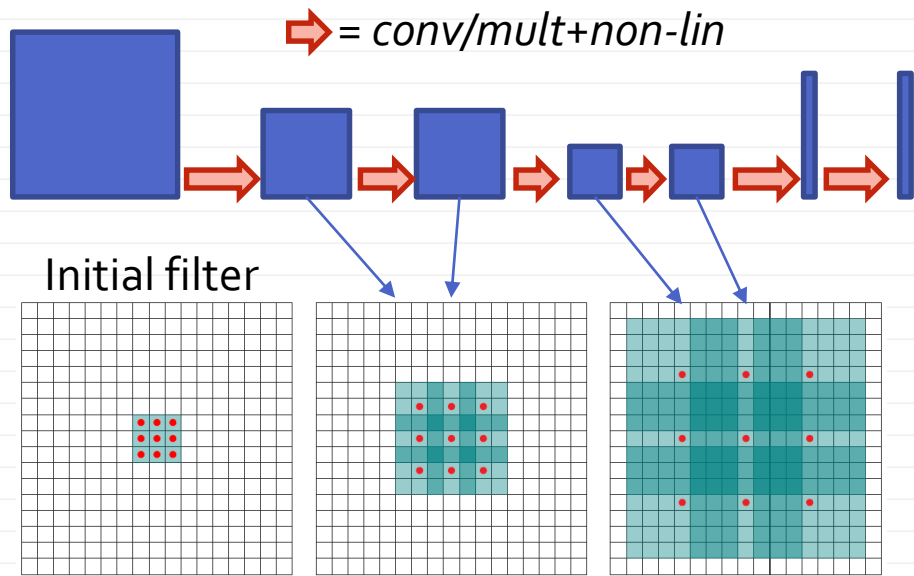 = conv/mult+non-lin
Initial filter